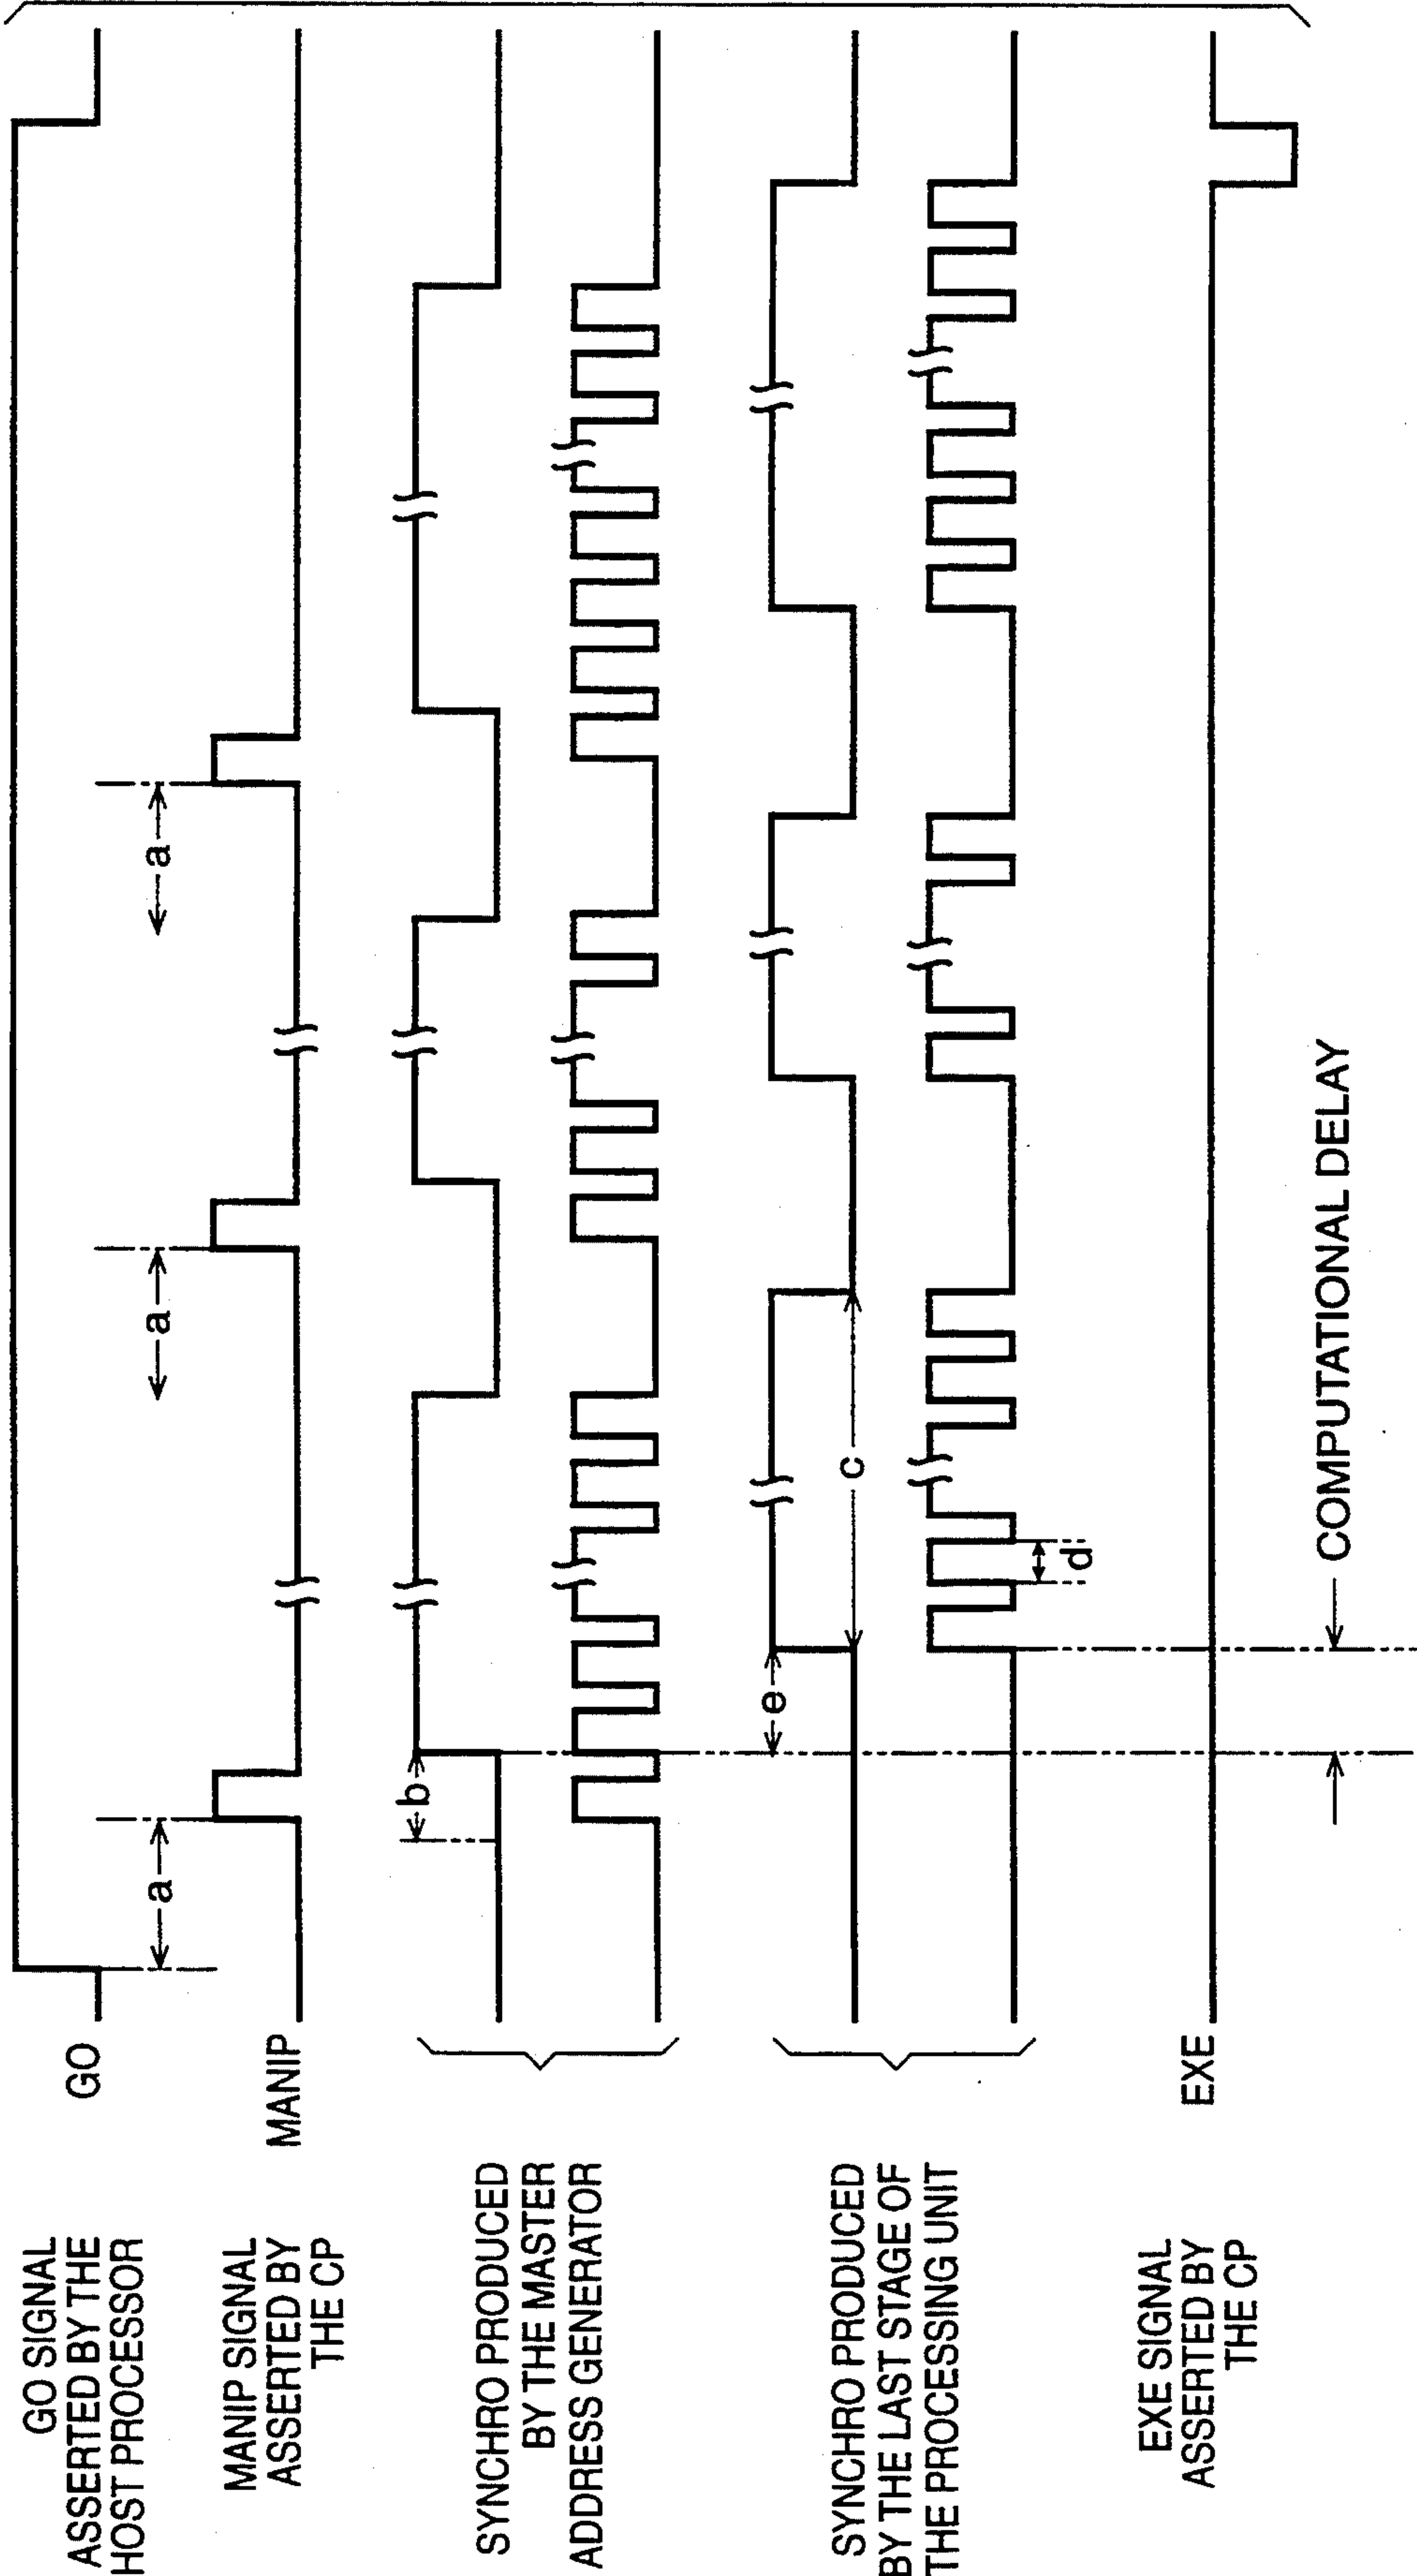 GO SIGNAL
ASSERTED BY THE
HOST PROCESSOR
GO
a
MANIP SIGNAL
ASSERTED BY
THE CP
MANIP
a
a
SYNCHRO PRODUCED
BY THE MASTER
ADDRESS GENERATOR
b
SYNCHRO PRODUCED
BY THE LAST STAGE OF
THE PROCESSING UNIT
e
c
d
EXE SIGNAL
ASSERTED BY
THE CP
EXE
COMPUTATIONAL DELAY